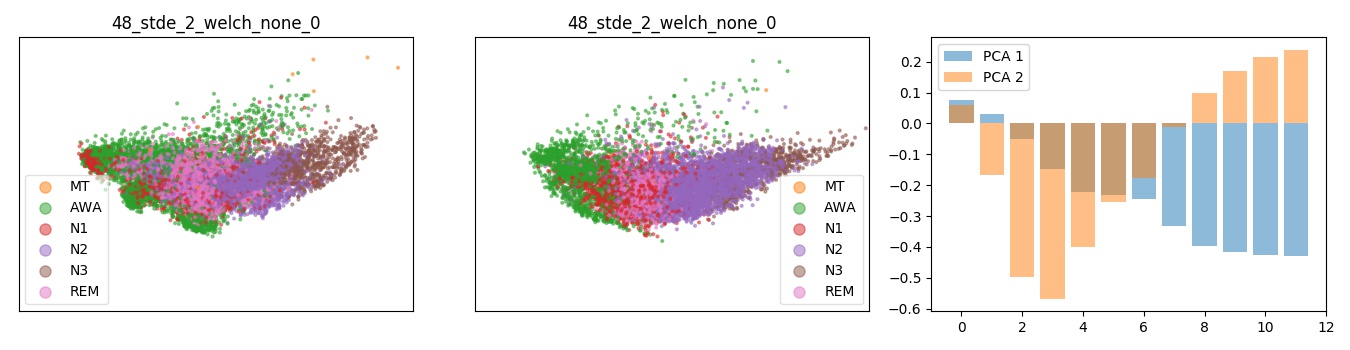 48_stde_2_welch_none_0
MT
AWA
N1
N2
N3
REM
48_stde_2_welch_none_0
MT
AWA
N1
N2
N3
REM
PCA 1
PCA 2
0.2
0.1
0.0
−0.1
−0.2
−0.3
−0.4
−0.5
−0.6
0
2
4
6
8
10
12